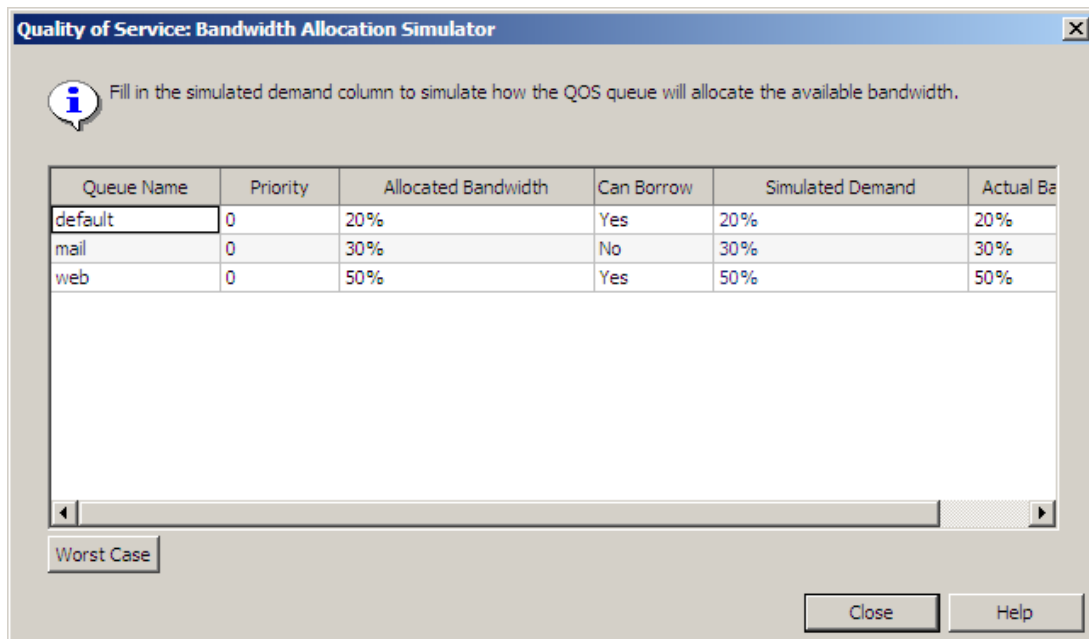 Quality of Service: Bandwidth Allocation Simulator
Fill in the simulated demand column to simulate how the QOS queue will allocate the available bandwidth.
Queue Name Priority Allocated Bandwidth Can Borrow Simulated Demand Actual Ba
default 0 20% Yes 20% 20%
mail 0 30% No 30% 30%
web 0 50% Yes 50% 50%
Worst Case
Close Help